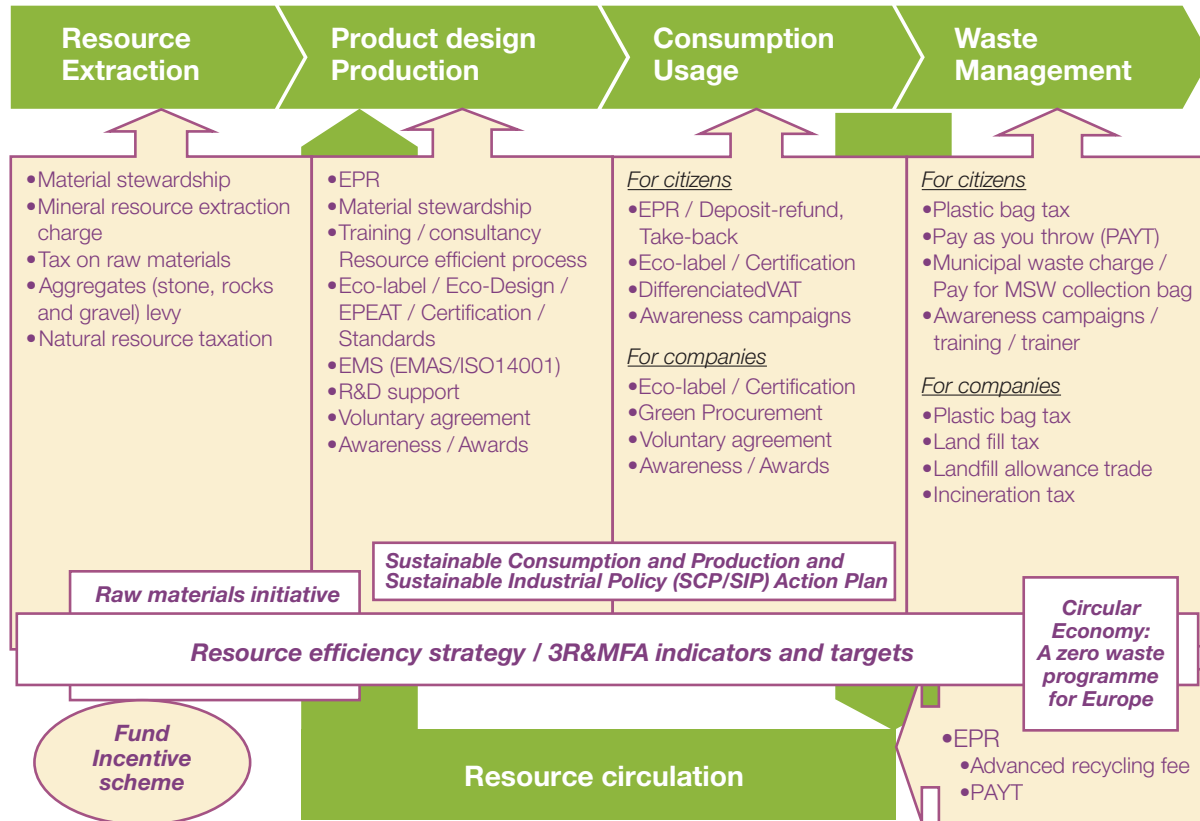 Resource
Extraction
Product design
Production
Consumption
Usage
Waste
Management
•Material stewardship
•Mineral resource extraction
charge
•Tax on raw materials
•Aggregates (stone, rocks
and gravel) levy
•Natural resource taxation
•EPR
•Material stewardship
•Training / consultancy
Resource efficient process
•Eco-label / Eco-Design /
EPEAT / Certification /
Standards
•EMS (EMAS/ISO14001)
•R&D support
•Voluntary agreement
•Awareness / Awards
For citizens
•EPR / Deposit-refund,
Take-back
•Eco-label / Certification
•DifferenciatedVAT
•Awareness campaigns
For companies
•Eco-label / Certification
•Green Procurement
•Voluntary agreement
•Awareness / Awards
For citizens
•Plastic bag tax
•Pay as you throw (PAYT)
•Municipal waste charge /
Pay for MSW collection bag
•Awareness campaigns /
training / trainer
For companies
•Plastic bag tax
•Land fill tax
•Landfill allowance trade
•Incineration tax
Raw materials initiative
Sustainable Consumption and Production and
Sustainable Industrial Policy (SCP/SIP) Action Plan
Resource efficiency strategy / 3R&MFA indicators and targets
Circular
Economy:
A zero waste
programme
for Europe
Fund
Incentive
scheme
Resource circulation
•EPR
•Advanced recycling fee
•PAYT